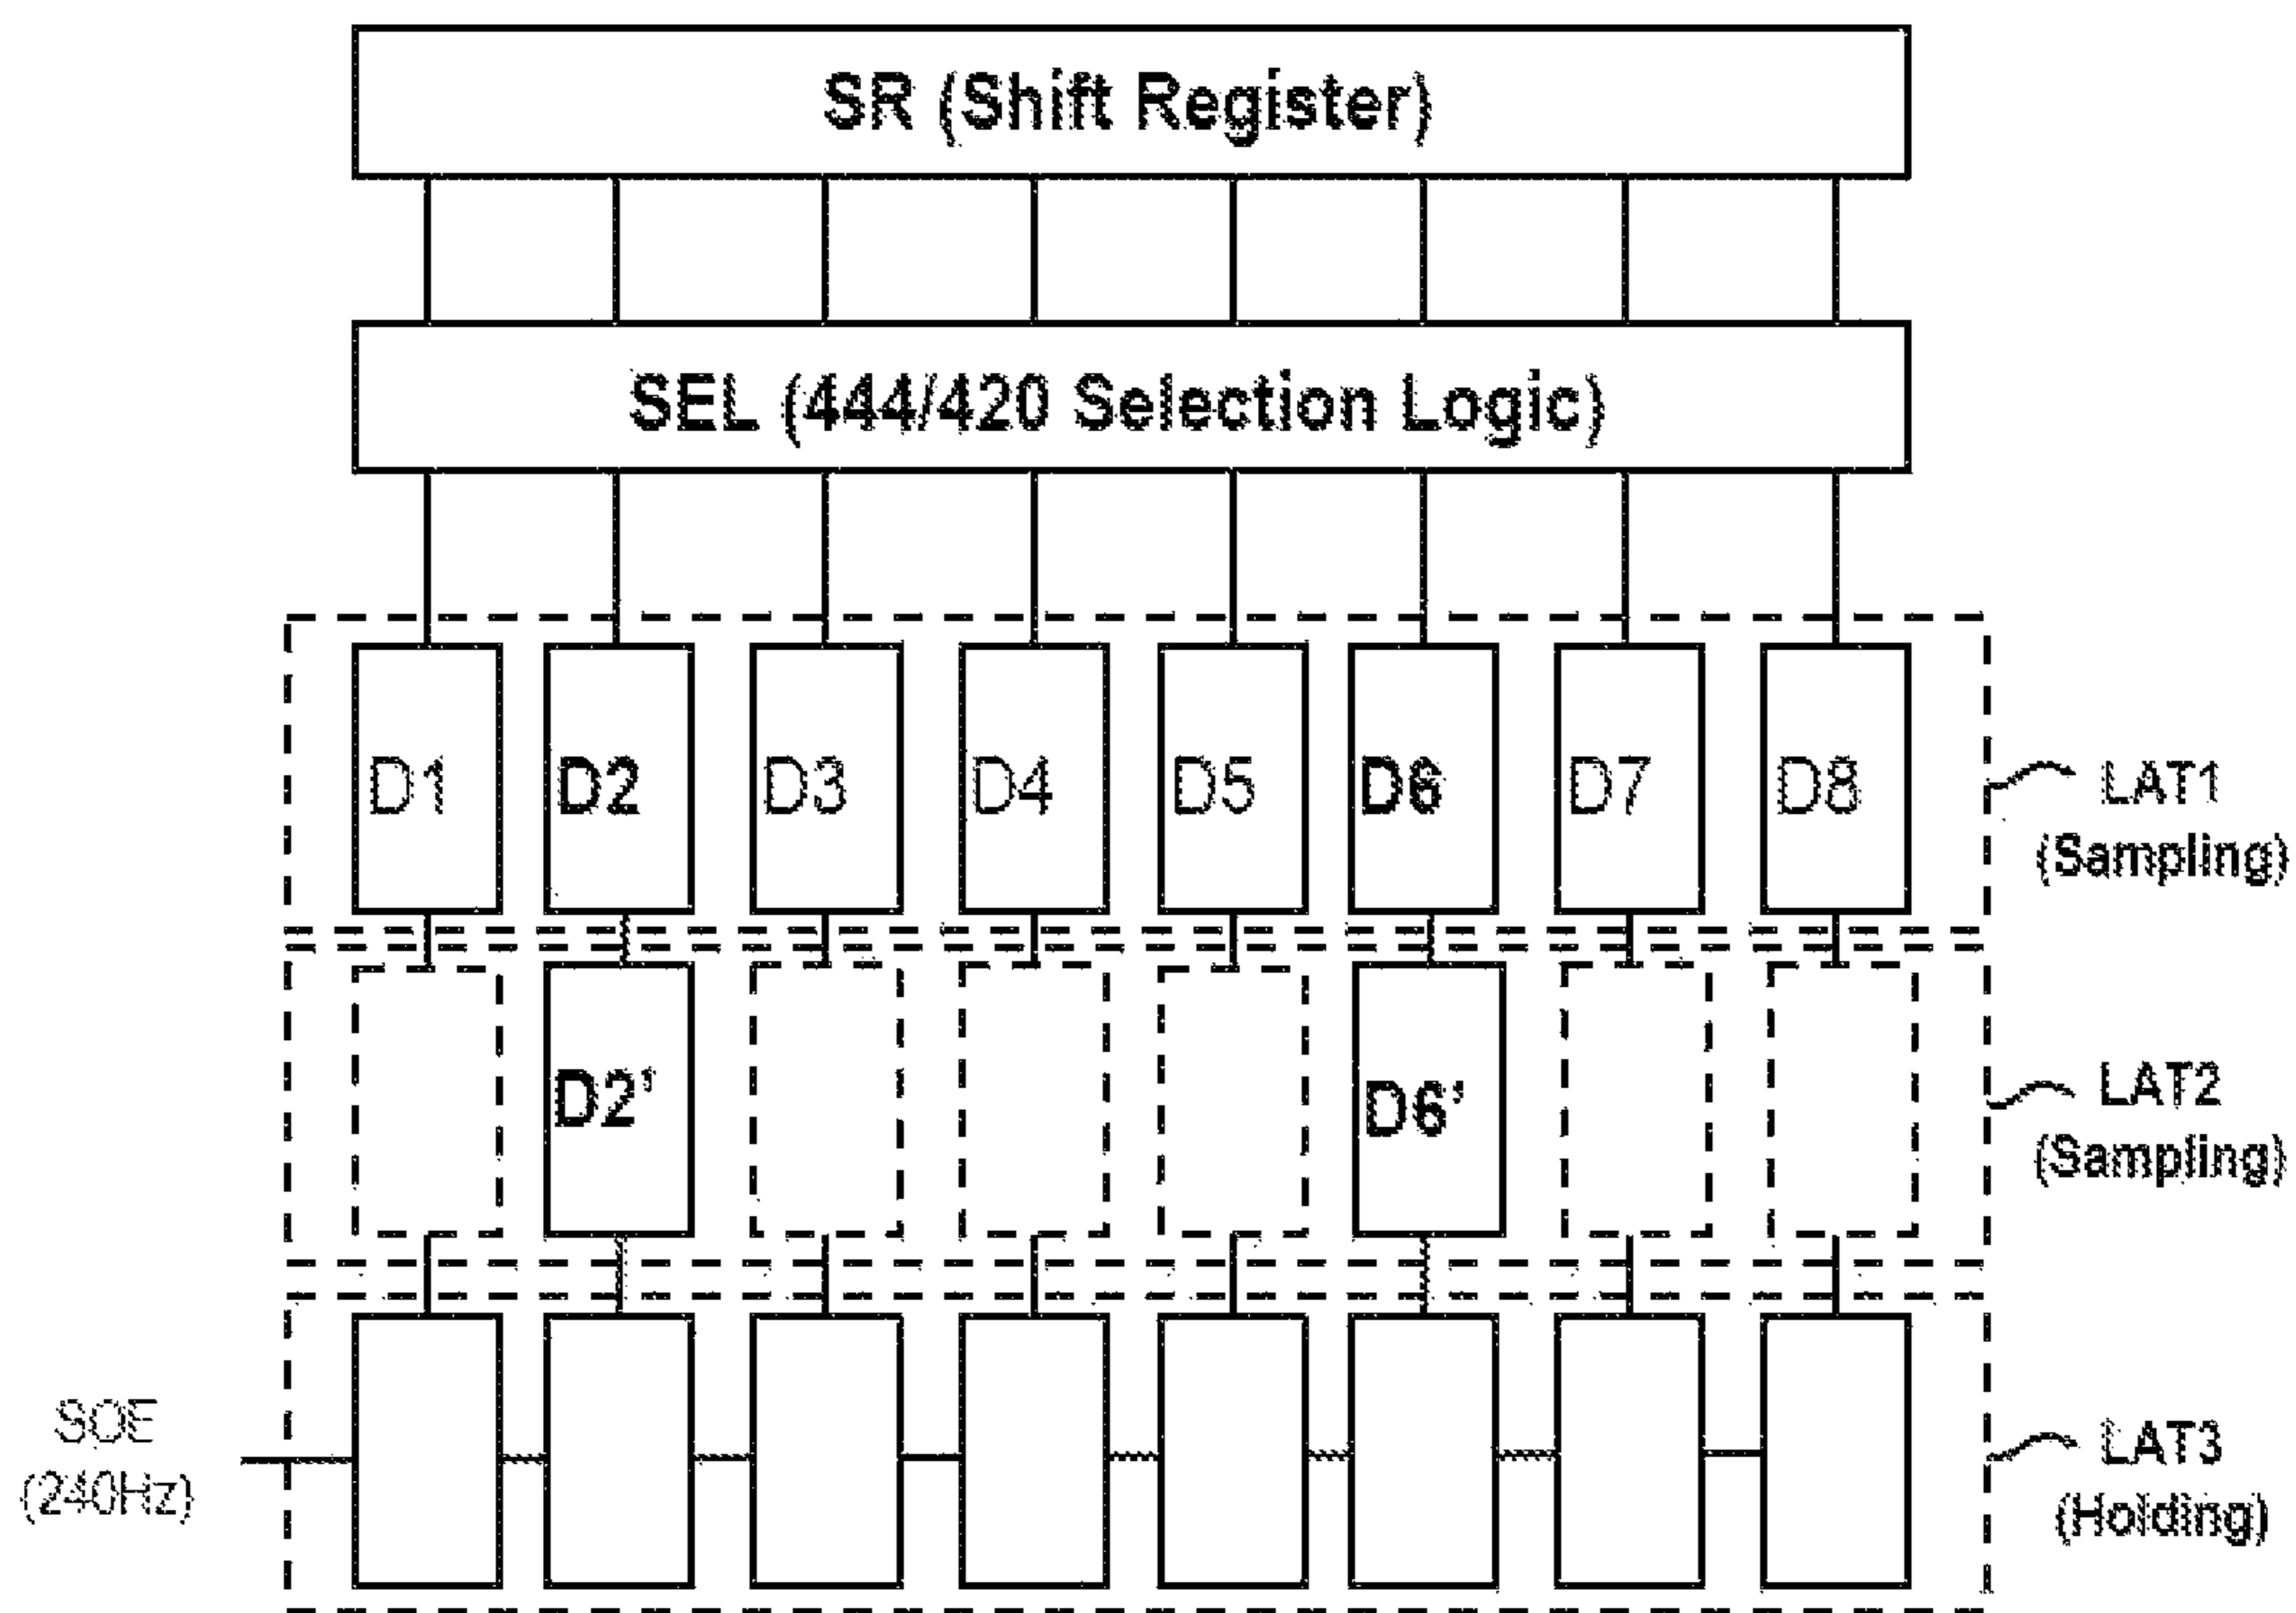 SR (Shift Register)
SEL (444/420 Selection Logic)
D1 D2 D3 D4 D5 D6 D7 D8
LAT1
(Sampling)
D2' D6'
LAT2
(Sampling)
SOE
(240Hz)
LAT3
(Holding)